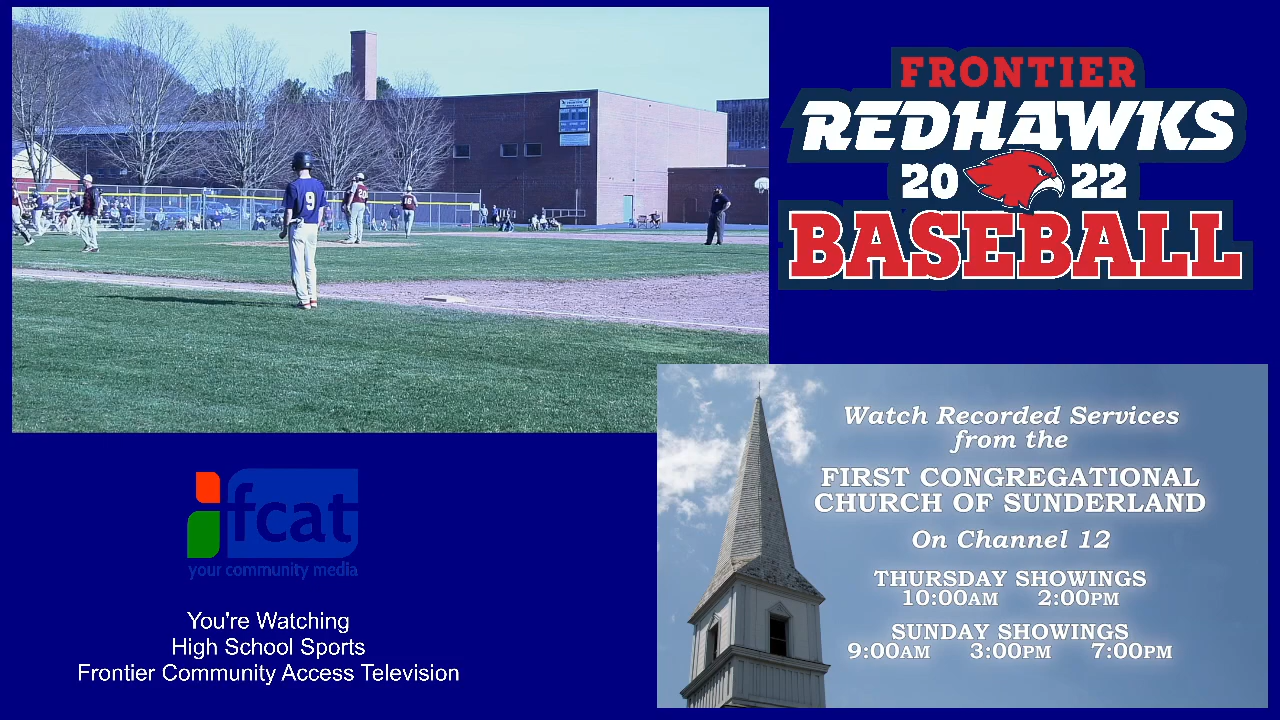 FRONTIER
REDHAWKS
20 22
BASEBALL
9
Watch Recorded Services
from the
FIRST CONGREGATIONAL
CHURCH OF SUNDERLAND
On Channel 12
THURSDAY SHOWINGS
10:00AM 2:00PM
SUNDAY SHOWINGS
9:00AM 3:00PM 7:00PM
fcat
your community media
You're Watching
High School Sports
Frontier Community Access Television